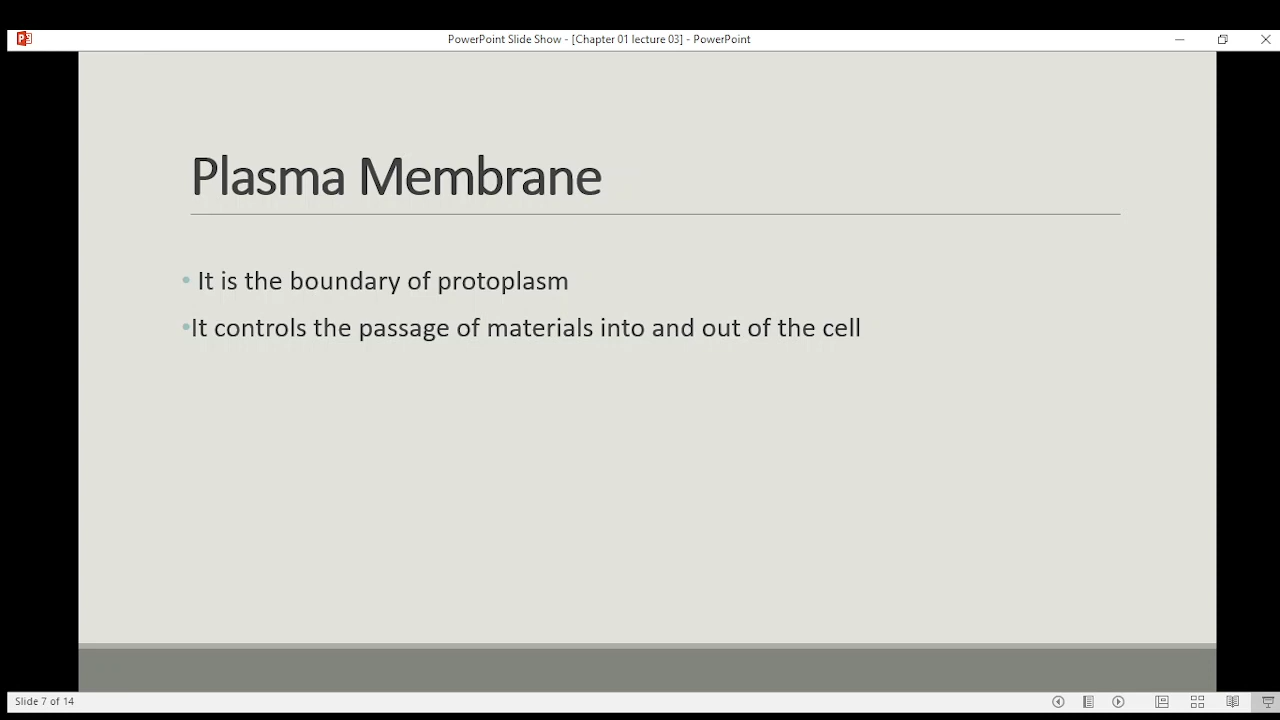 PowerPoint Slide Show - [Chapter 01 lecture 03] - PowerPoint
Plasma Membrane
• It is the boundary of protoplasm
•It controls the passage of materials into and out of the cell
Slide 7 of 14